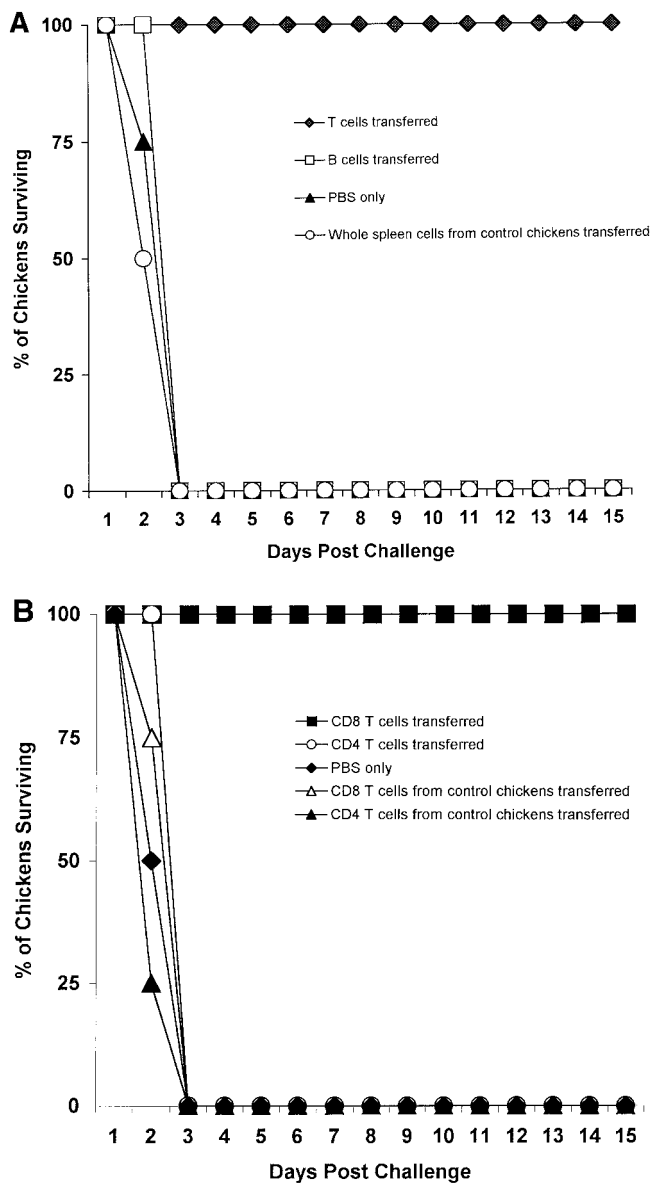 A
% of Chickens Surviving
100
75
50
25
0
T cells transferred
B cells transferred
PBS only
Whole spleen cells from control chickens transferred
1 2 3 4 5 6 7 8 9 10 11 12 13 14 15
Days Post Challenge
B
% of Chickens Surviving
100
75
50
25
0
CD8 T cells transferred
CD4 T cells transferred
PBS only
CD8 T cells from control chickens transferred
CD4 T cells from control chickens transferred
1 2 3 4 5 6 7 8 9 10 11 12 13 14 15
Days Post Challenge